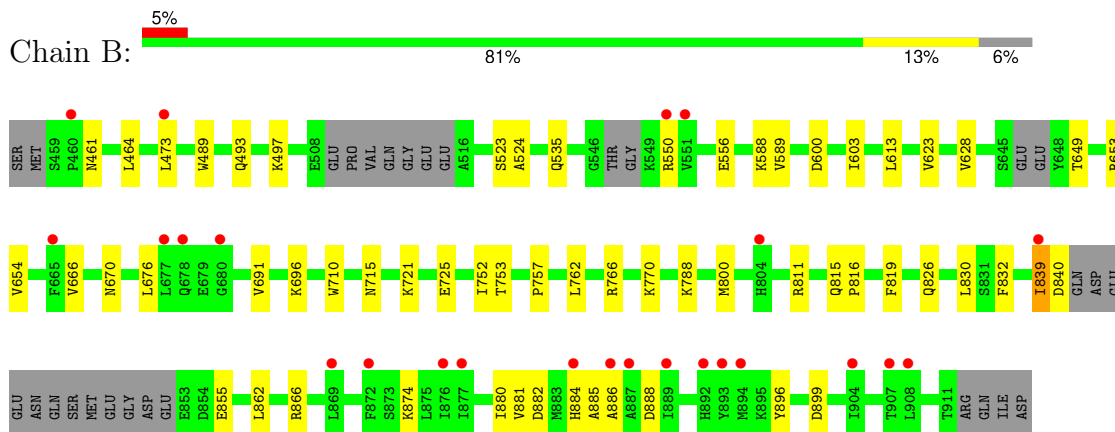 5%
Chain B:
81% 13% 6%
SER MET S459 P460 N461 L464 L473 W489 Q493 K497 E508 GLU PRO VAL GLN GLY GLU GLU A516 S523 A524 Q535 G546 THR GLY K549 R550 V551 E556 K588 V589 D600 I603 L613 V623 V628 S645 GLU GLU Y648 T649
V654 F665 V666 N670 L676 L677 Q678 E679 G680 V691 K696 W710 N715 K721 E725 I752 T753 P757 L762 R766 K770 K788 M800 H804 R811 Q815 P816 F819 Q826 L830 S831 F832 I839 D840 GLN ASP
GLU ASN GLN SER MET GLU GLY ASP GLU E853 D854 E855 L862 R866 L869 F872 S873 K874 L875 I876 I877 I880 V881 D882 M883 H884 A885 A886 A887 D888 I889 H892 Y893 M894 K895 Y896 D899 I904 T907 L908 T911 ARG GLN ILE ASP